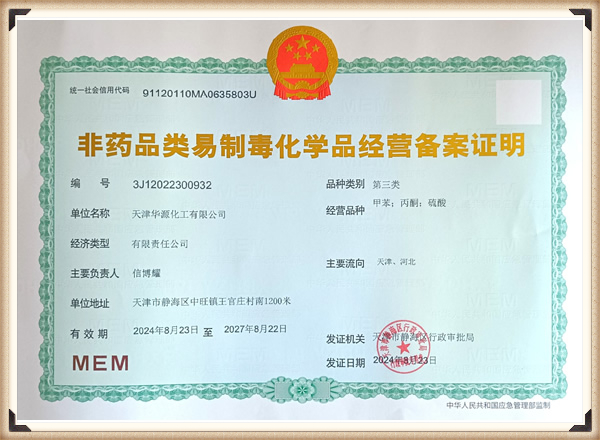 统一社会信用代码 91120110MA0635803U
非药品类易制毒化学品经营备案证明
编 号 3J12022300932
单位名称 天津华源化工有限公司
经济类型 有限责任公司
主要负责人 信博耀
单位地址 天津市静海区中旺镇王官庄村南1200米
有 效 期 2024年8月23日 至 2027年8月22日
品种类别 第三类
经营品种 甲苯；丙酮；硫酸
主要流向 天津、河北
发证机关 天津市静海区行政审批局
发证日期 2024年8月23日
MEM
中华人民共和国应急管理部监制